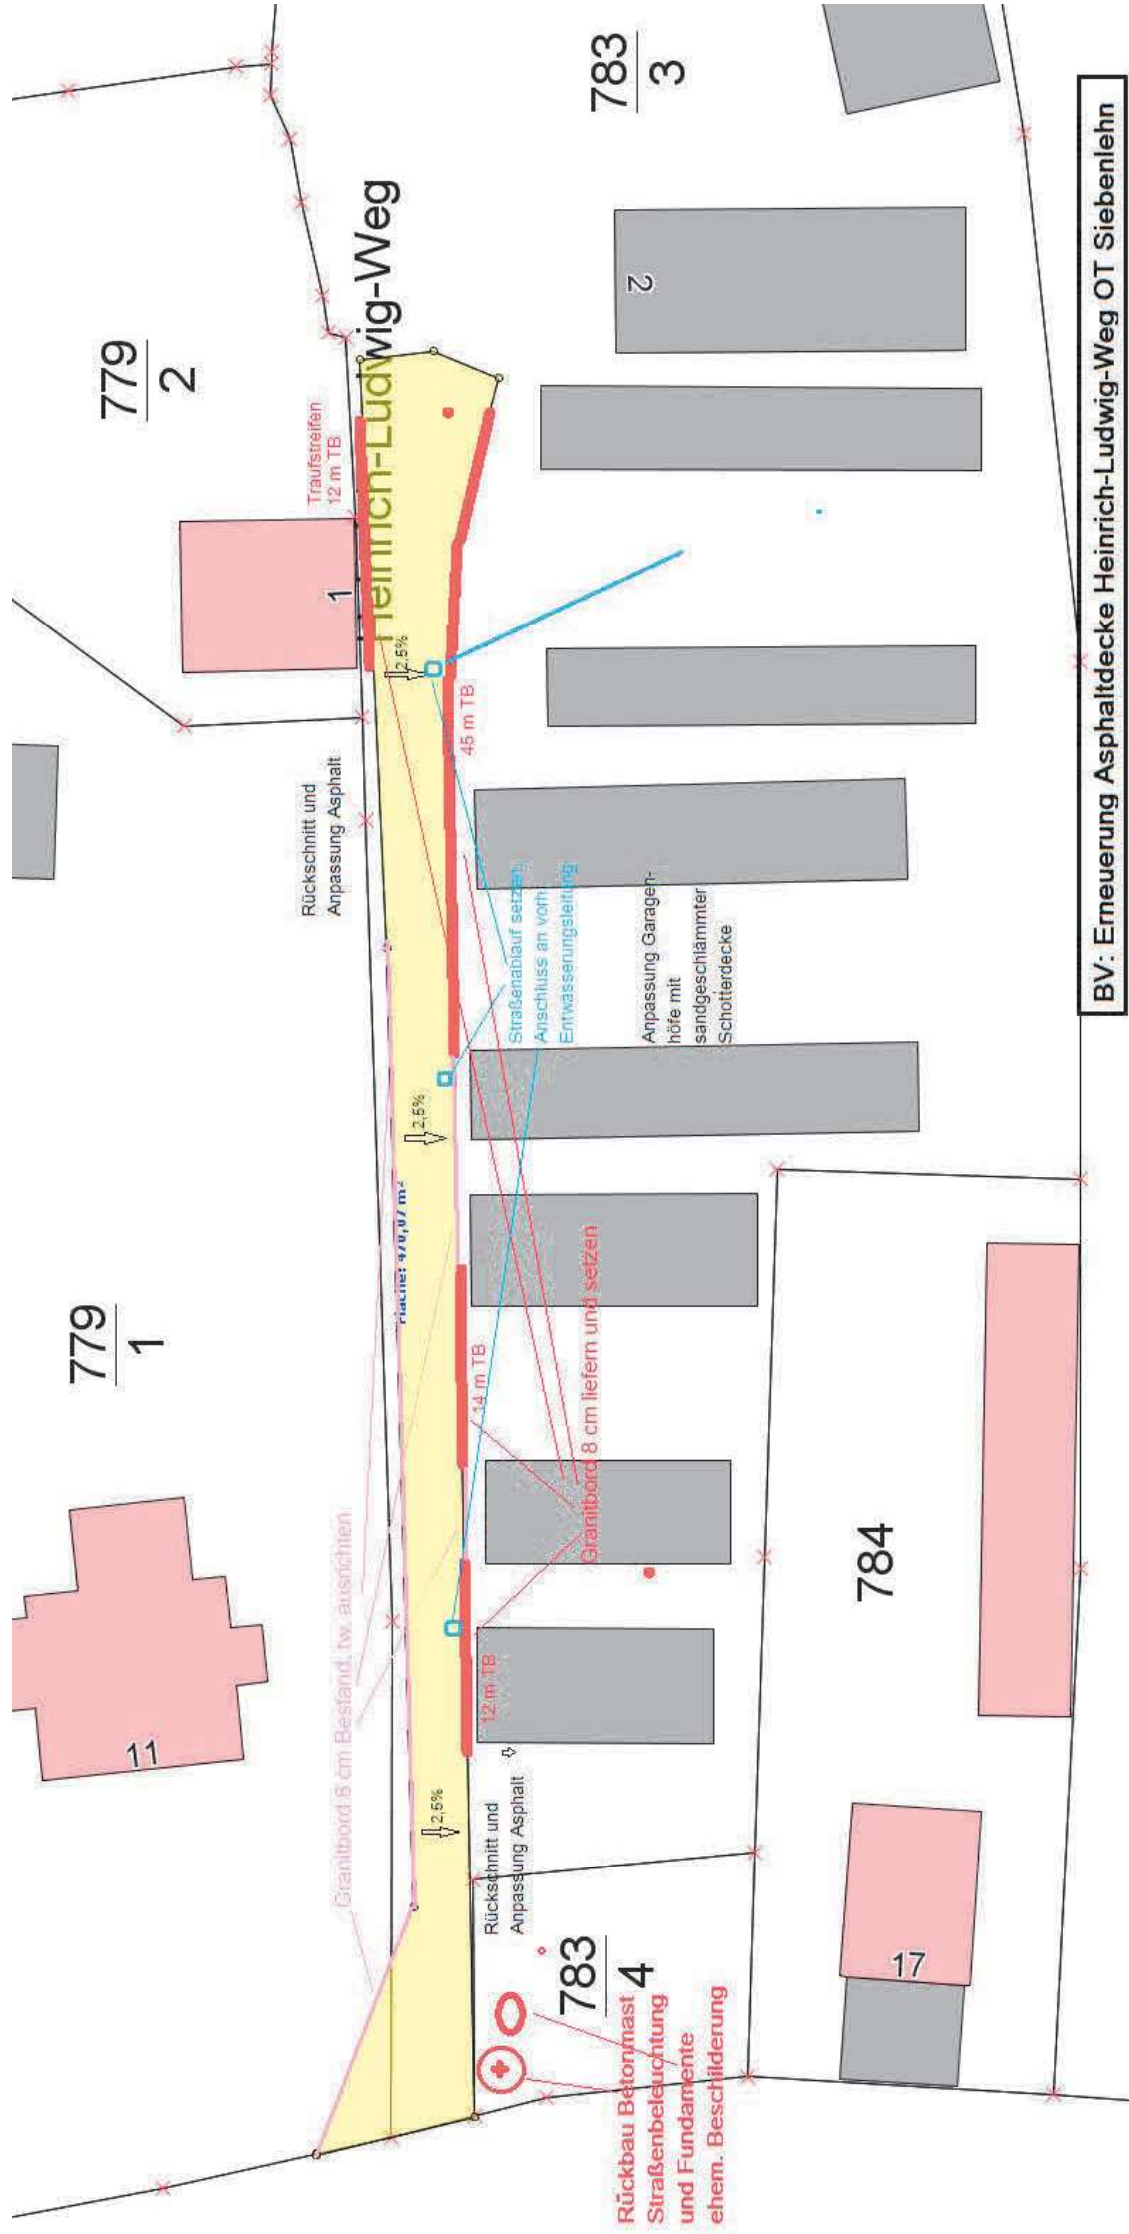 BV: Erneuerung Asphaltdecke Heinrich-Ludwig-Weg OT Siebenlehn
779
1
779
2
783
3
783
4
784
11
17
1
2
Heinrich-Ludwig-Weg
Traufstreifen
12 m TB
Rückschnitt und
Anpassung Asphalt
2,5%
45 m TB
Straßenablauf setzen,
Anschluss an vorh.
Entwässerungsleitung
Anpassung Garagen-
höfe mit
sandgeschlämmter
Schotterdecke
2,5%
14 m TB
Granitbord 8 cm liefern und setzen
Granitbord 8 cm Bestand, tw. ausrichten
12 m TB
2,5%
Rückschnitt und
Anpassung Asphalt
Rückbau Betonmast
Straßenbeleuchtung
und Fundamente
ehem. Beschilderung